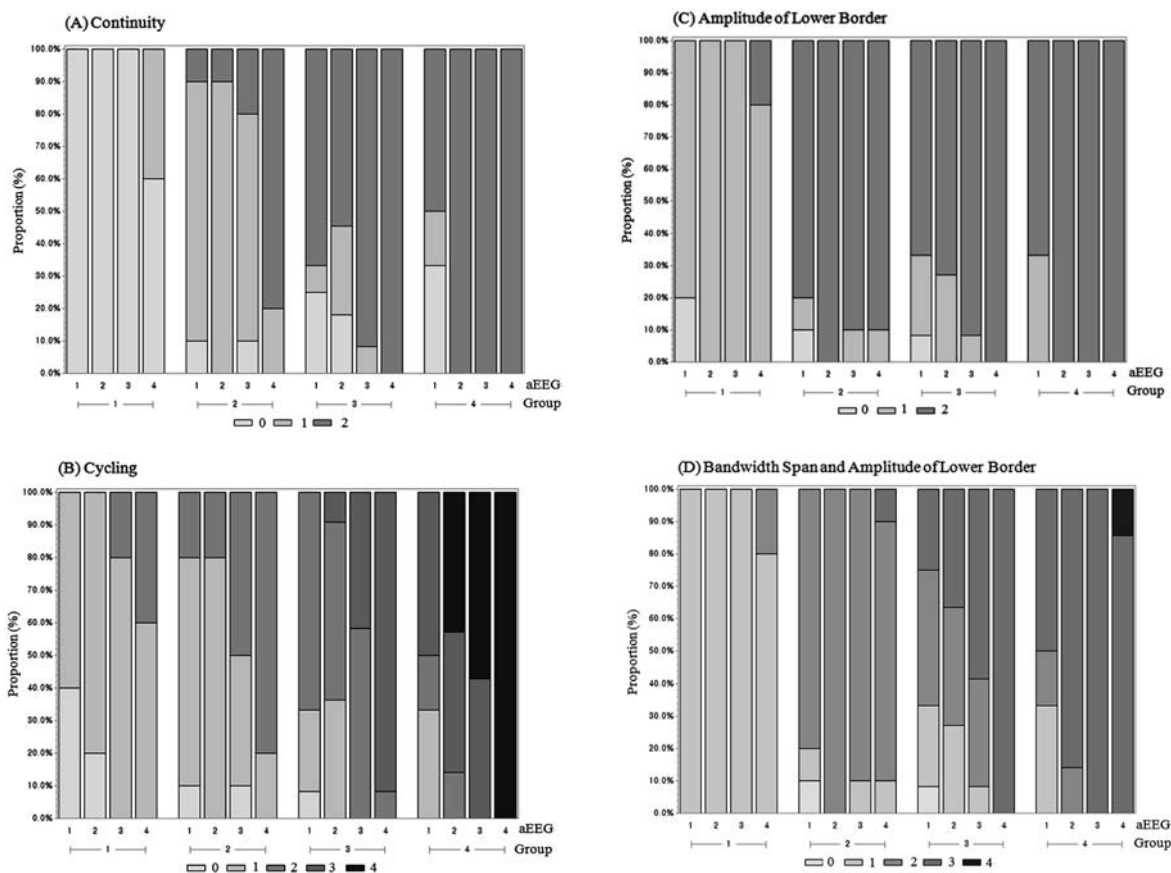 (A) Continuity
100.0%
90.0%
80.0%
70.0%
60.0%
50.0%
40.0%
30.0%
20.0%
10.0%
0.0%
Proportion (%)
1 2 3 4 1 2 3 4 1 2 3 4 1 2 3 4 aEEG
1 2 3 4 Group
0 1 2
(C) Amplitude of Lower Border
100.0%
90.0%
80.0%
70.0%
60.0%
50.0%
40.0%
30.0%
20.0%
10.0%
0.0%
Proportion (%)
1 2 3 4 1 2 3 4 1 2 3 4 1 2 3 4 aEEG
1 2 3 4 Group
0 1 2
(B) Cycling
100.0%
90.0%
80.0%
70.0%
60.0%
50.0%
40.0%
30.0%
20.0%
10.0%
0.0%
Proportion (%)
1 2 3 4 1 2 3 4 1 2 3 4 1 2 3 4 aEEG
1 2 3 4 Group
0 1 2 3 4
(D) Bandwidth Span and Amplitude of Lower Border
100.0%
90.0%
80.0%
70.0%
60.0%
50.0%
40.0%
30.0%
20.0%
10.0%
0.0%
Proportion (%)
1 2 3 4 1 2 3 4 1 2 3 4 1 2 3 4 aEEG
1 2 3 4 Group
0 1 2 3 4